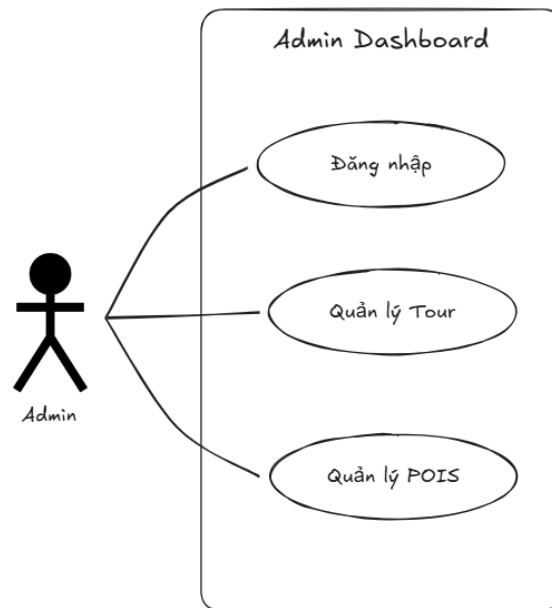 Admin Dashboard
Đăng nhập
Quản lý Tour
Admin
Quản lý POIS